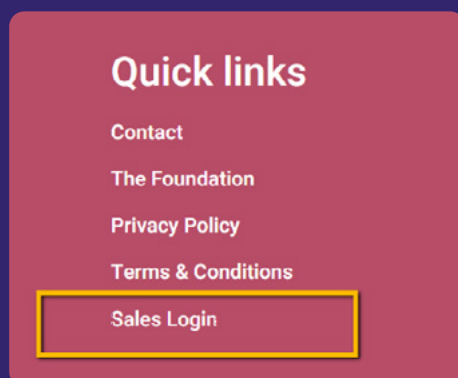 Quick links
Contact
The Foundation
Privacy Policy
Terms & Conditions
Sales Login